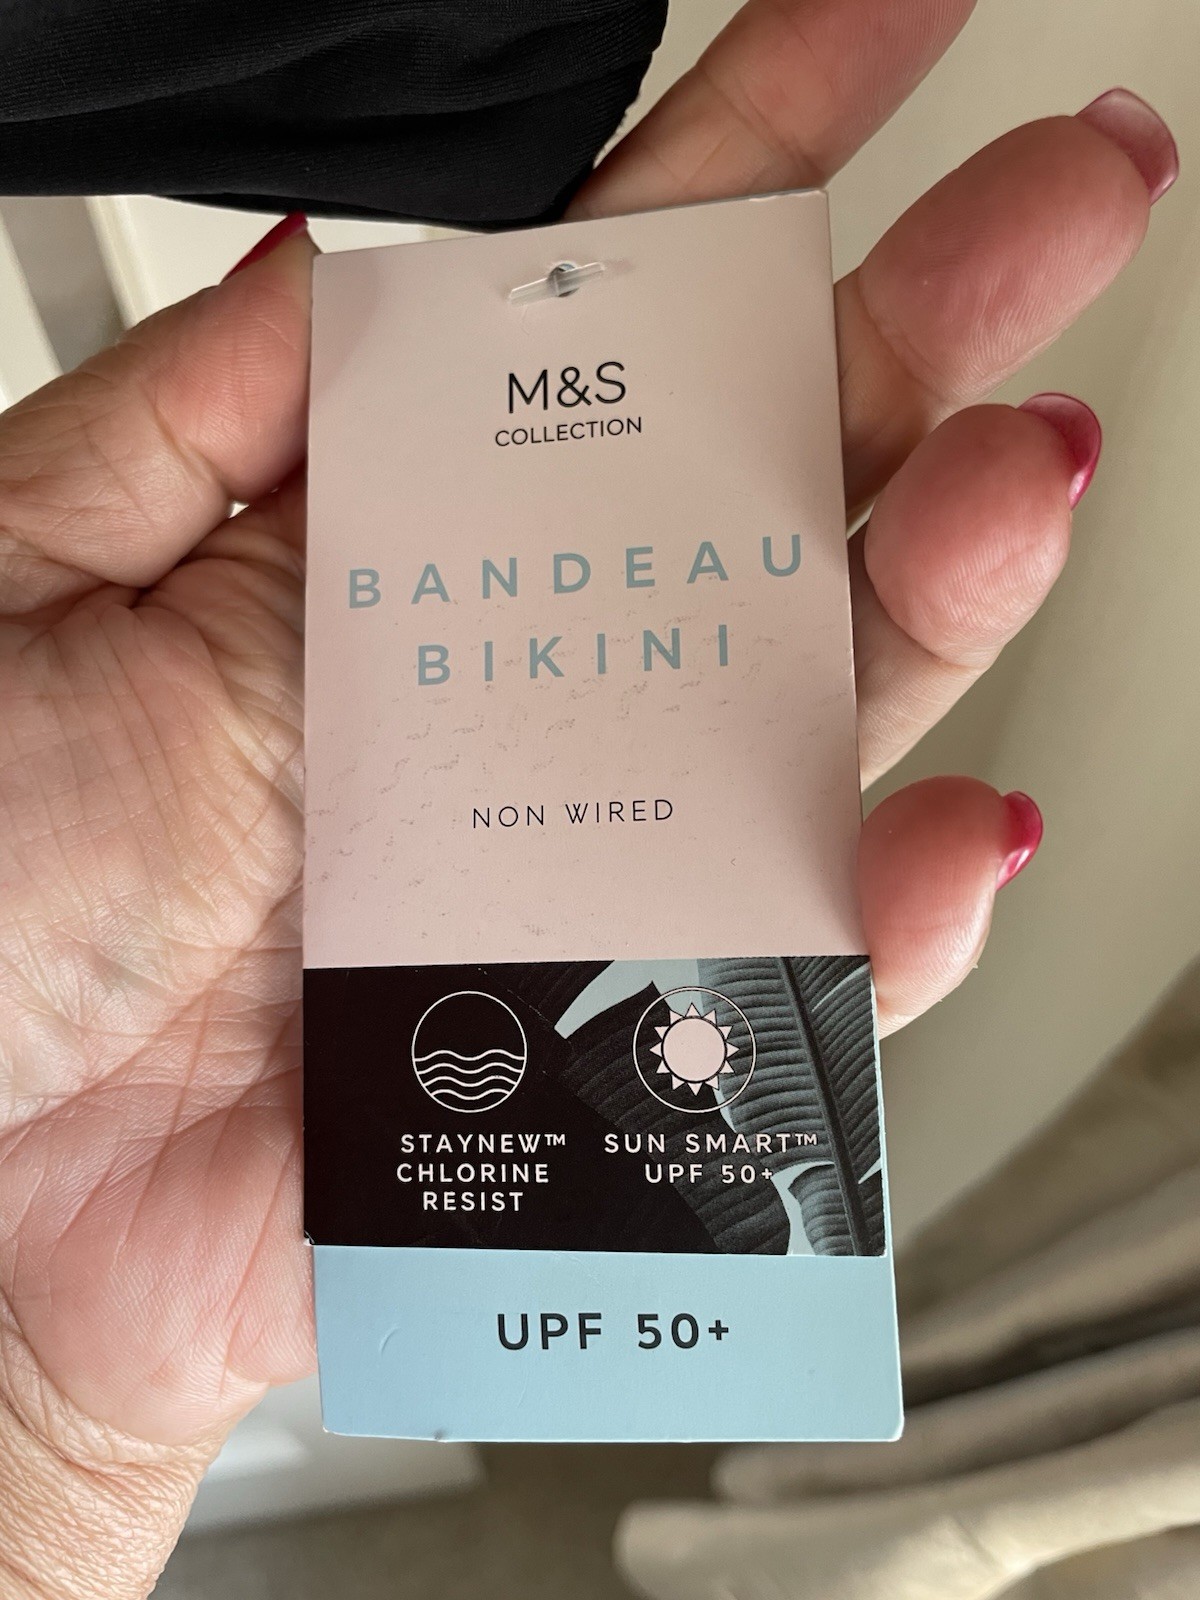 M&S
COLLECTION
BANDEAU
BIKINI
NON WIRED
STAYNEW™
CHLORINE
RESIST
SUN SMART™
UPF 50+
UPF 50+